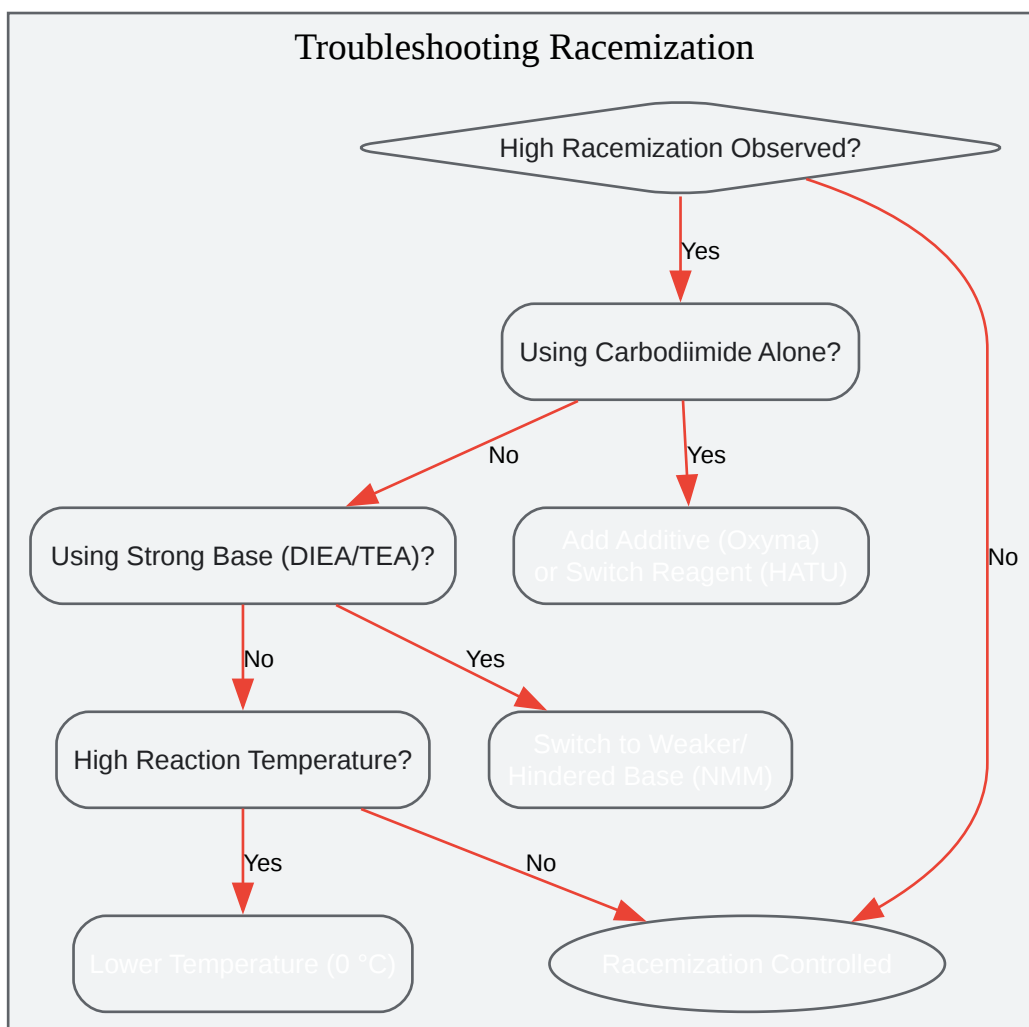 Troubleshooting Racemization
High Racemization Observed?
Yes
Using Carbodiimide Alone?
No
Yes
No
Using Strong Base (DIEA/TEA)?
Add Additive (Oxyma)
or Switch Reagent (HATU)
No
Yes
High Reaction Temperature?
Switch to Weaker/
Hindered Base (NMM)
Yes
No
Lower Temperature (0 °C)
Racemization Controlled